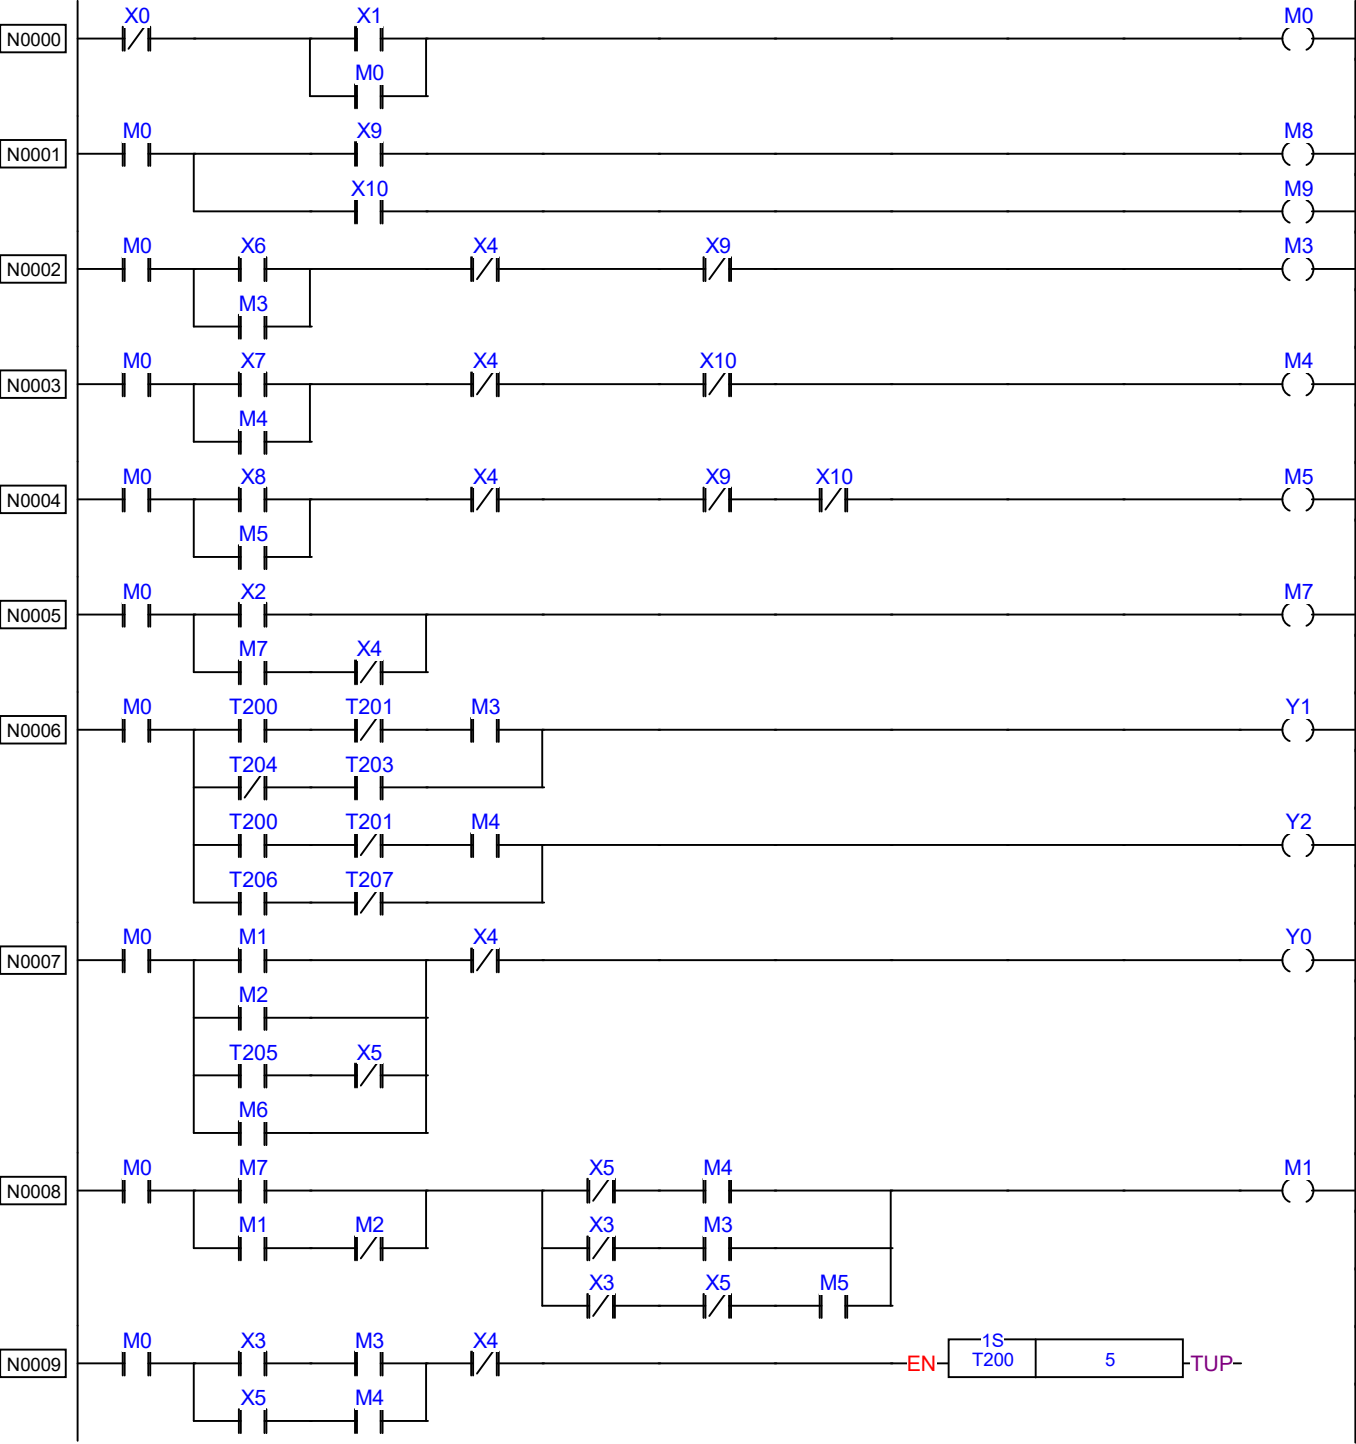 X0 X1 M0
N0000
M0
M0 X9 M8
N0001
X10 M9
M0 X6 X4 X9 M3
N0002
M3
M0 X7 X4 X10 M4
N0003
M4
M0 X8 X4 X9 X10 M5
N0004
M5
M0 X2 M7
N0005
M7 X4
M0 T200 T201 M3 Y1
N0006
T204 T203
T200 T201 M4 Y2
T206 T207
M0 M1 X4 Y0
N0007
M2
T205 X5
M6
M0 M7 X5 M4 M1
N0008
M1 M2 X3 M3
X3 X5 M5
M0 X3 M3 X4 1S
N0009 EN T200 5 TUP
X5 M4